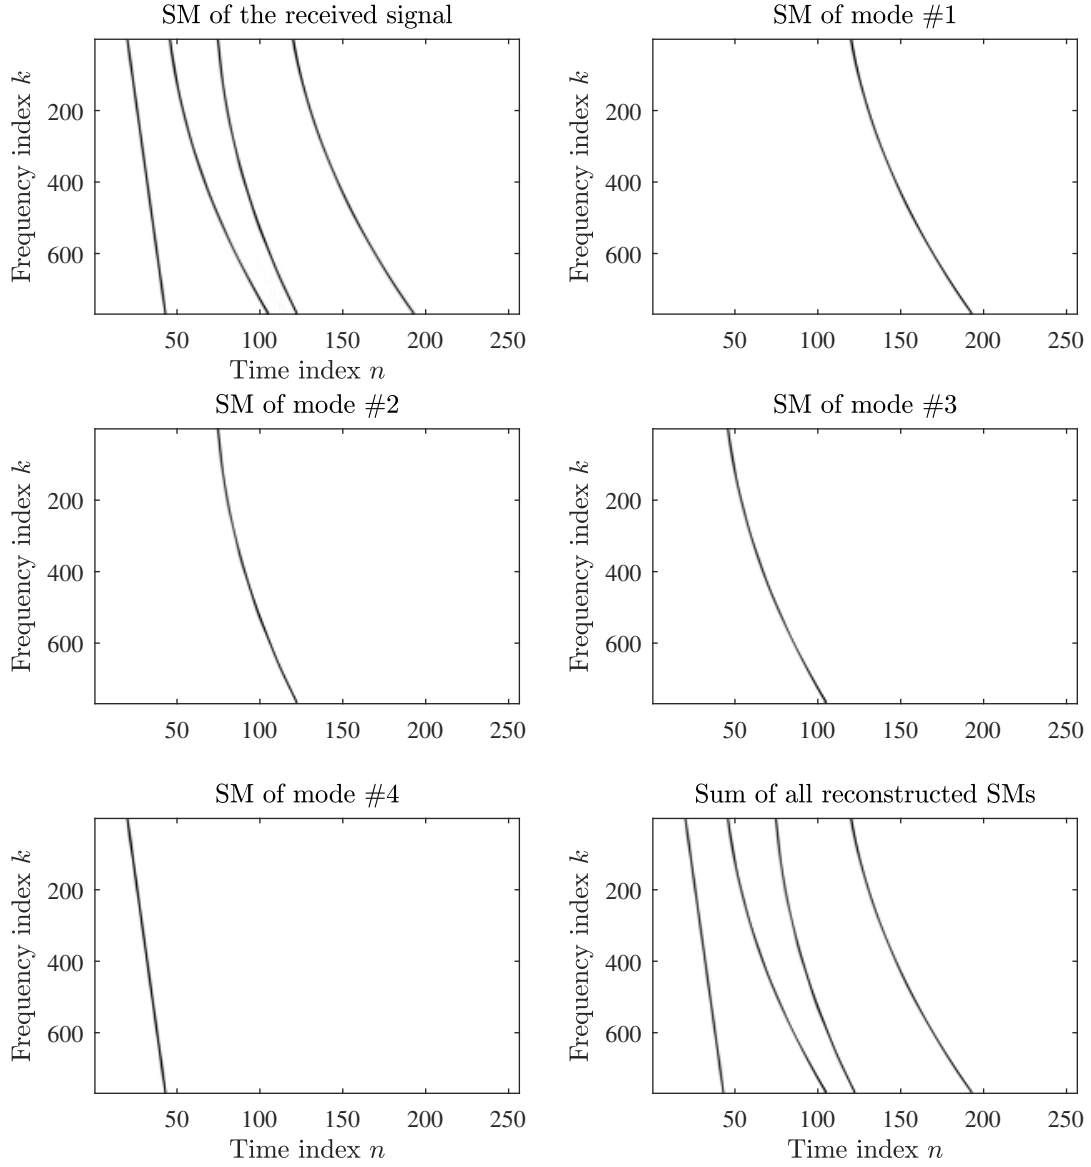 SM of the received signal
Frequency index k
200
400
600
50 100 150 200 250
Time index n
SM of mode #1
Frequency index k
200
400
600
50 100 150 200 250
SM of mode #2
Frequency index k
200
400
600
50 100 150 200 250
SM of mode #3
Frequency index k
200
400
600
50 100 150 200 250
SM of mode #4
Frequency index k
200
400
600
50 100 150 200 250
Time index n
Sum of all reconstructed SMs
Frequency index k
200
400
600
50 100 150 200 250
Time index n